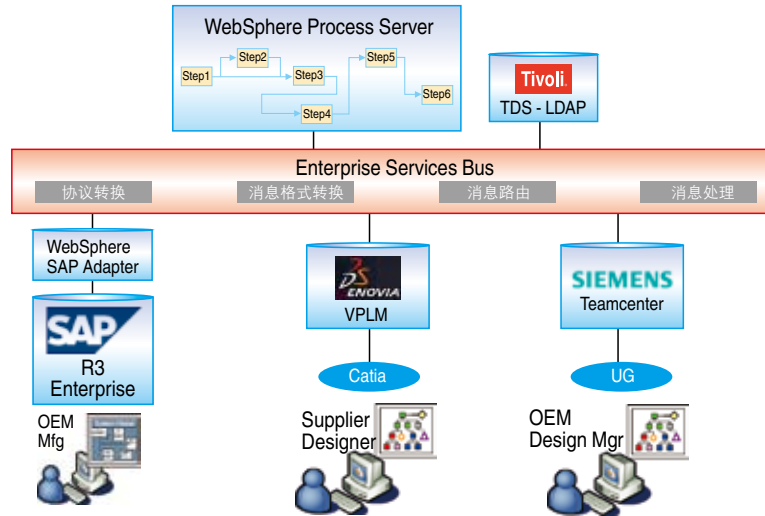 WebSphere Process Server
Step1
Step2
Step3
Step4
Step5
Step6
Tivoli.
TDS - LDAP
Enterprise Services Bus
协议转换
消息格式转换
消息路由
消息处理
WebSphere
SAP Adapter
SAP
R3
Enterprise
OEM
Mfg
ENOVIA
VPLM
Catia
Supplier
Designer
SIEMENS
Teamcenter
UG
OEM
Design Mgr